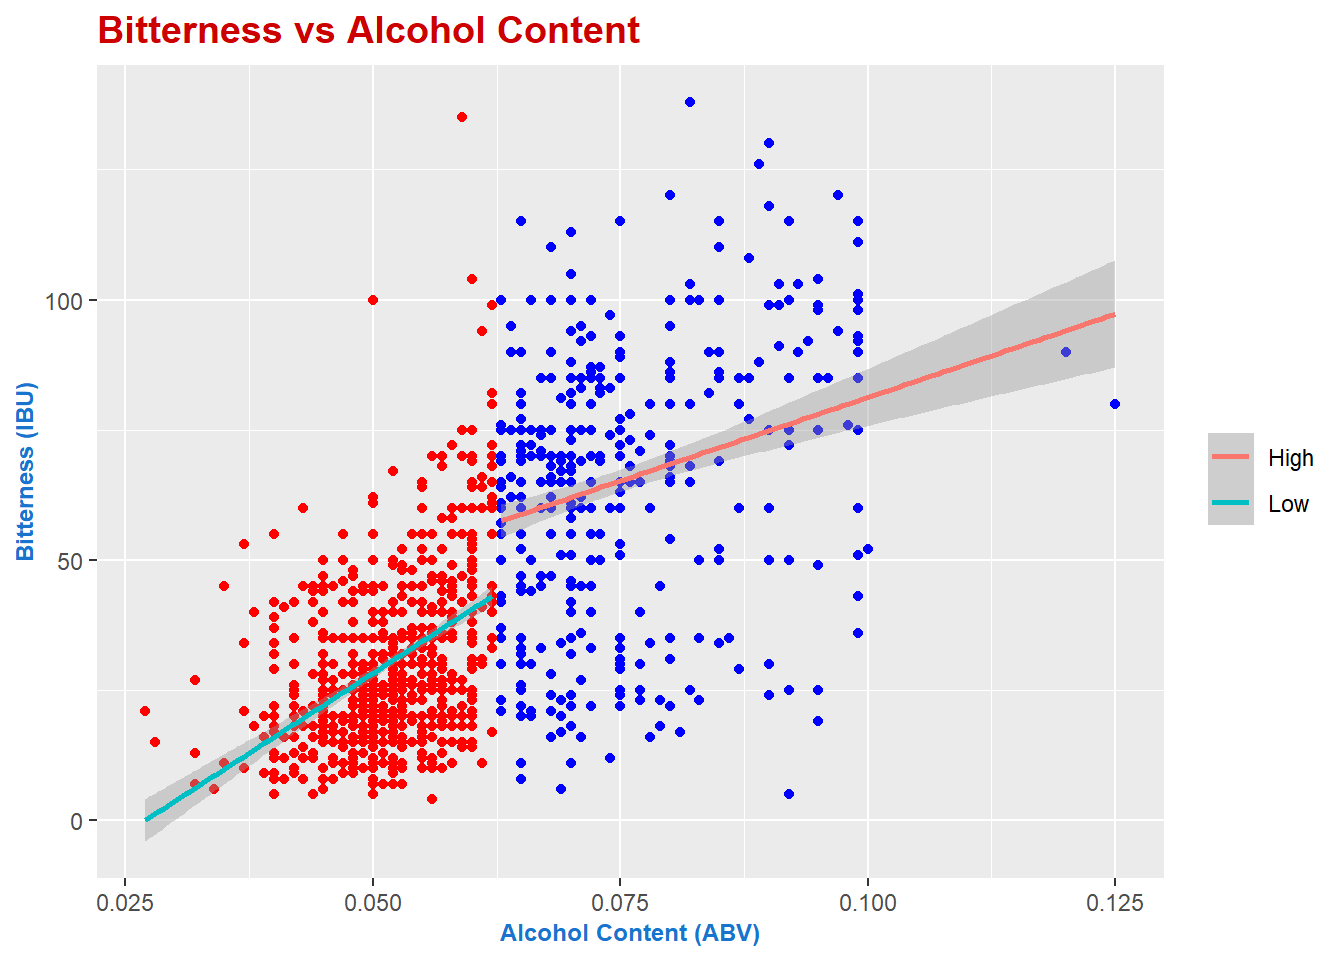 Bitterness vs Alcohol Content
Bitterness (IBU)
100
50
0
0.025 0.050 0.075 0.100 0.125
Alcohol Content (ABV)
High
Low